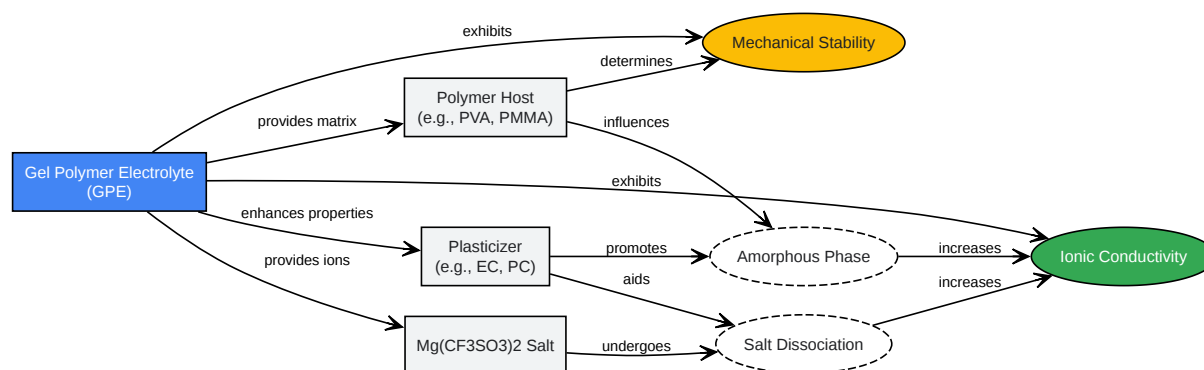 exhibits
Mechanical Stability
determines
Polymer Host
(e.g., PVA, PMMA)
provides matrix
influences
Gel Polymer Electrolyte
(GPE)
exhibits
enhances properties
Plasticizer
(e.g., EC, PC)
promotes
Amorphous Phase
increases
Ionic Conductivity
provides ions
aids
increases
Mg(CF3SO3)2 Salt
undergoes
Salt Dissociation